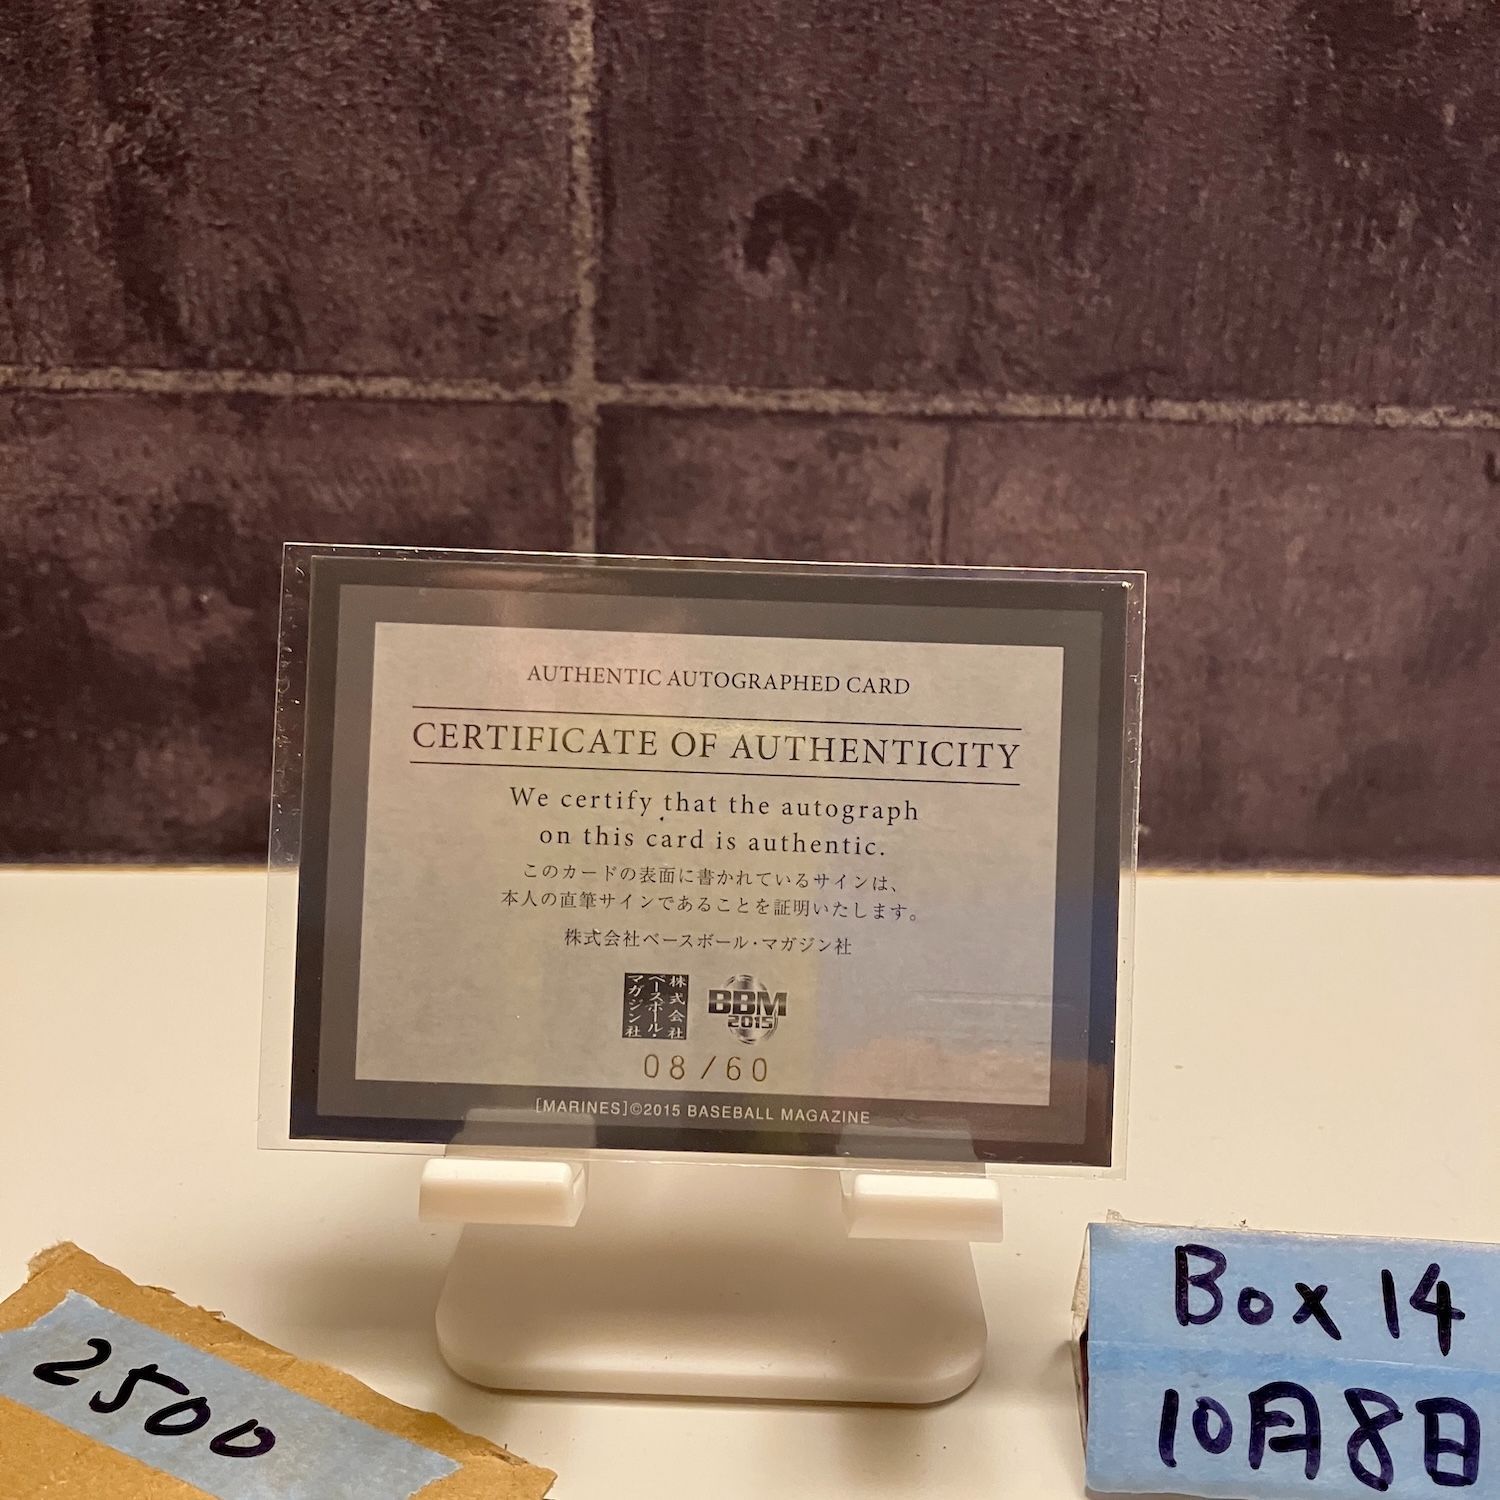 AUTHENTIC AUTOGRAPHED CARD
CERTIFICATE OF AUTHENTICITY
We certify that the autograph
on this card is authentic.
このカードの表面に書かれているサインは、
本人の直筆サインであることを証明いたします。
株式会社ベースボール・マガジン社
株式会社
ベースボール・
マガジン社
BBM
2015
08/60
[MARINES]©2015 BASEBALL MAGAZINE
2500
Box 14
10月8日